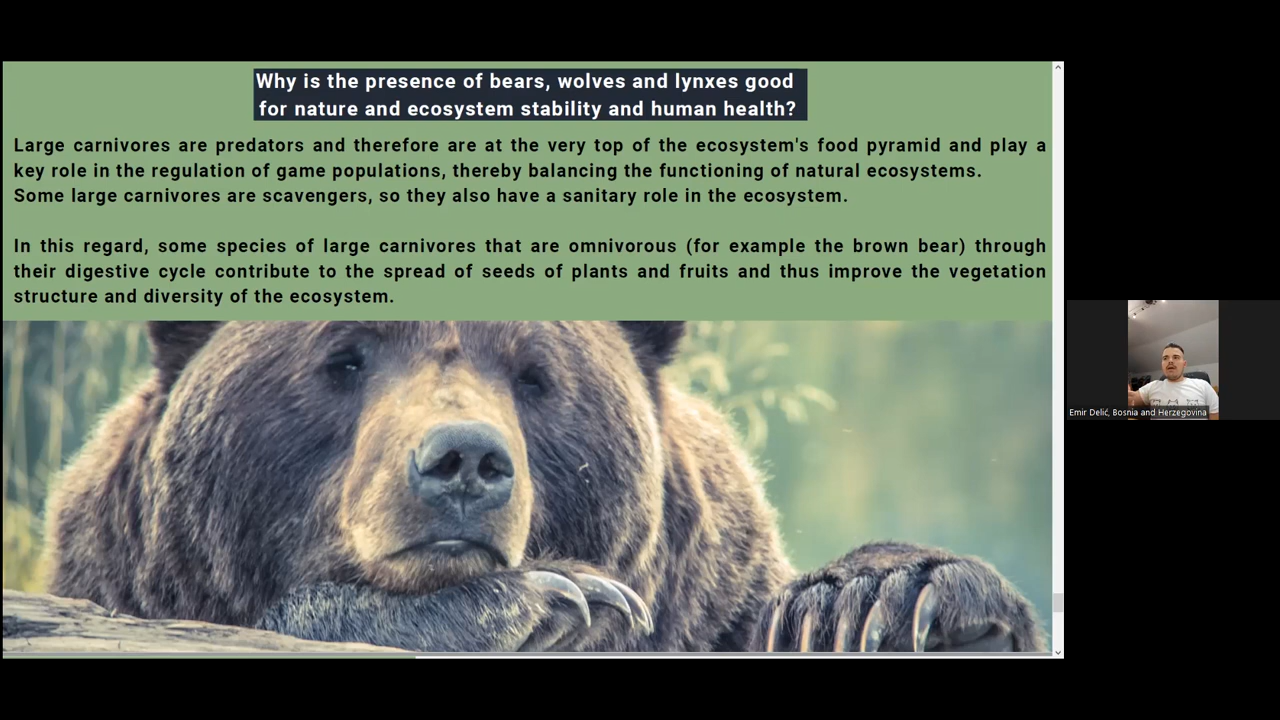 Why is the presence of bears, wolves and lynxes good
for nature and ecosystem stability and human health?
Large carnivores are predators and therefore are at the very top of the ecosystem's food pyramid and play a
key role in the regulation of game populations, thereby balancing the functioning of natural ecosystems.
Some large carnivores are scavengers, so they also have a sanitary role in the ecosystem.
In this regard, some species of large carnivores that are omnivorous (for example the brown bear) through
their digestive cycle contribute to the spread of seeds of plants and fruits and thus improve the vegetation
structure and diversity of the ecosystem.
Emir Delić, Bosnia and Herzegovina